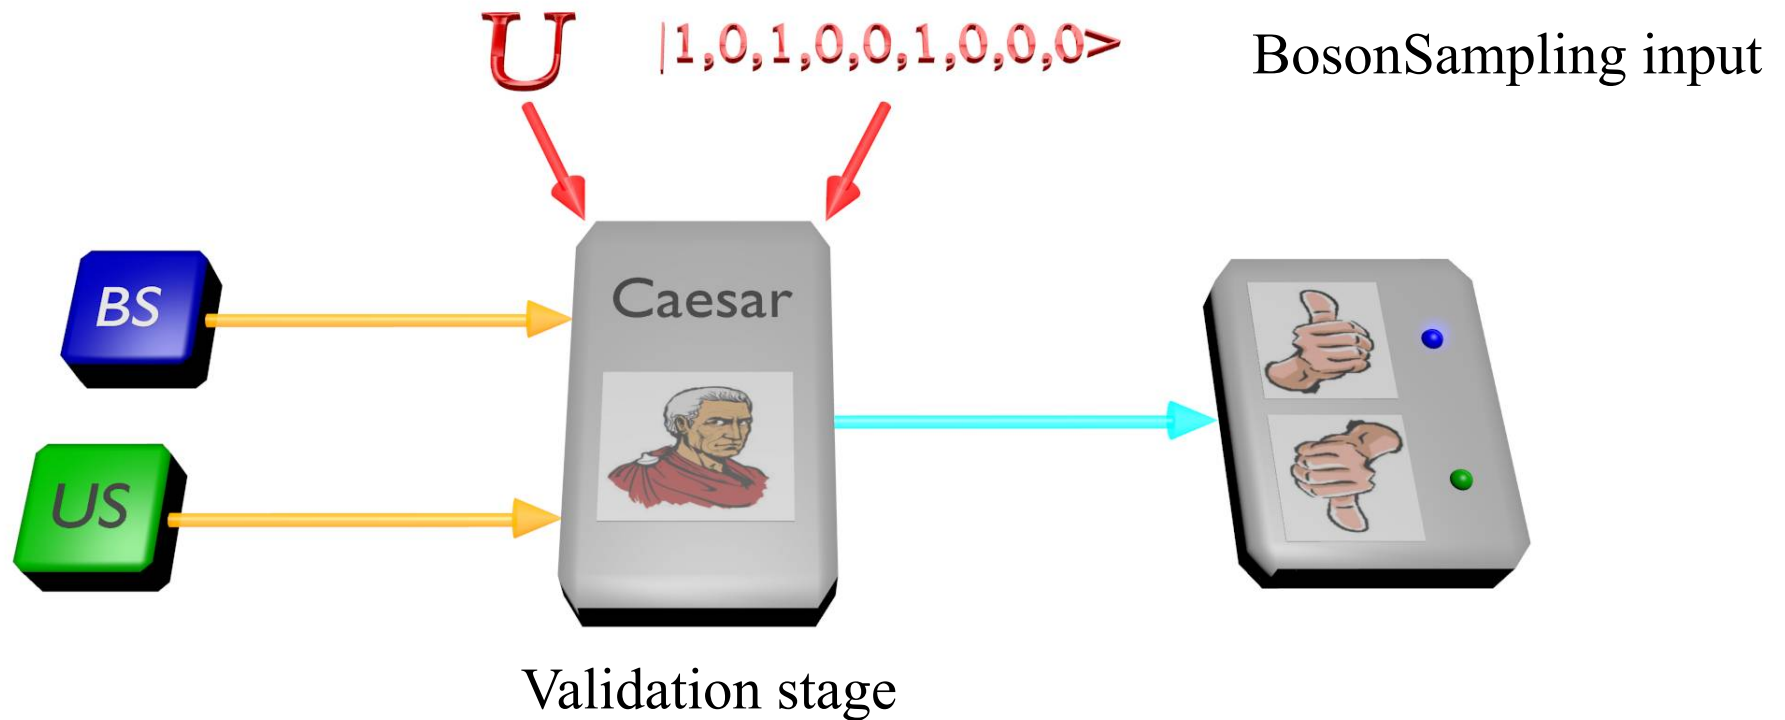 U |1,0,1,0,0,1,0,0,0> BosonSampling input
BS
Caesar
US
Validation stage